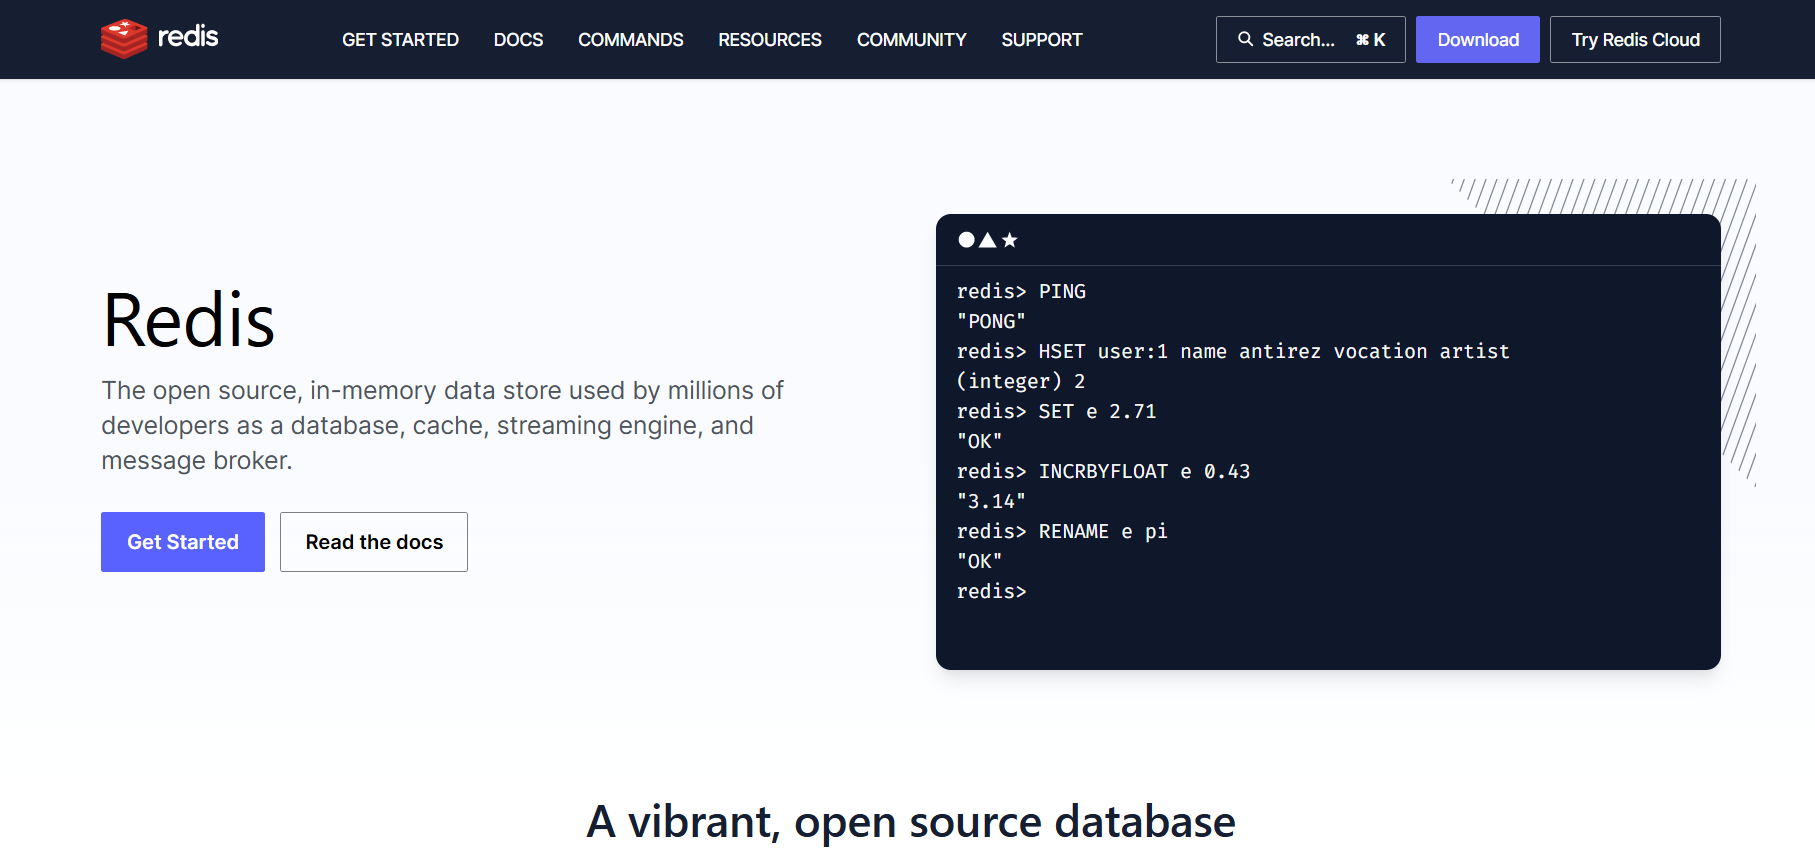 redis
GET STARTED DOCS COMMANDS RESOURCES COMMUNITY SUPPORT
Search... ⌘ K Download Try Redis Cloud
Redis
The open source, in-memory data store used by millions of
developers as a database, cache, streaming engine, and
message broker.
Get Started Read the docs
redis> PING
"PONG"
redis> HSET user:1 name antirez vocation artist
(integer) 2
redis> SET e 2.71
"OK"
redis> INCRBYFLOAT e 0.43
"3.14"
redis> RENAME e pi
"OK"
redis>
A vibrant, open source database